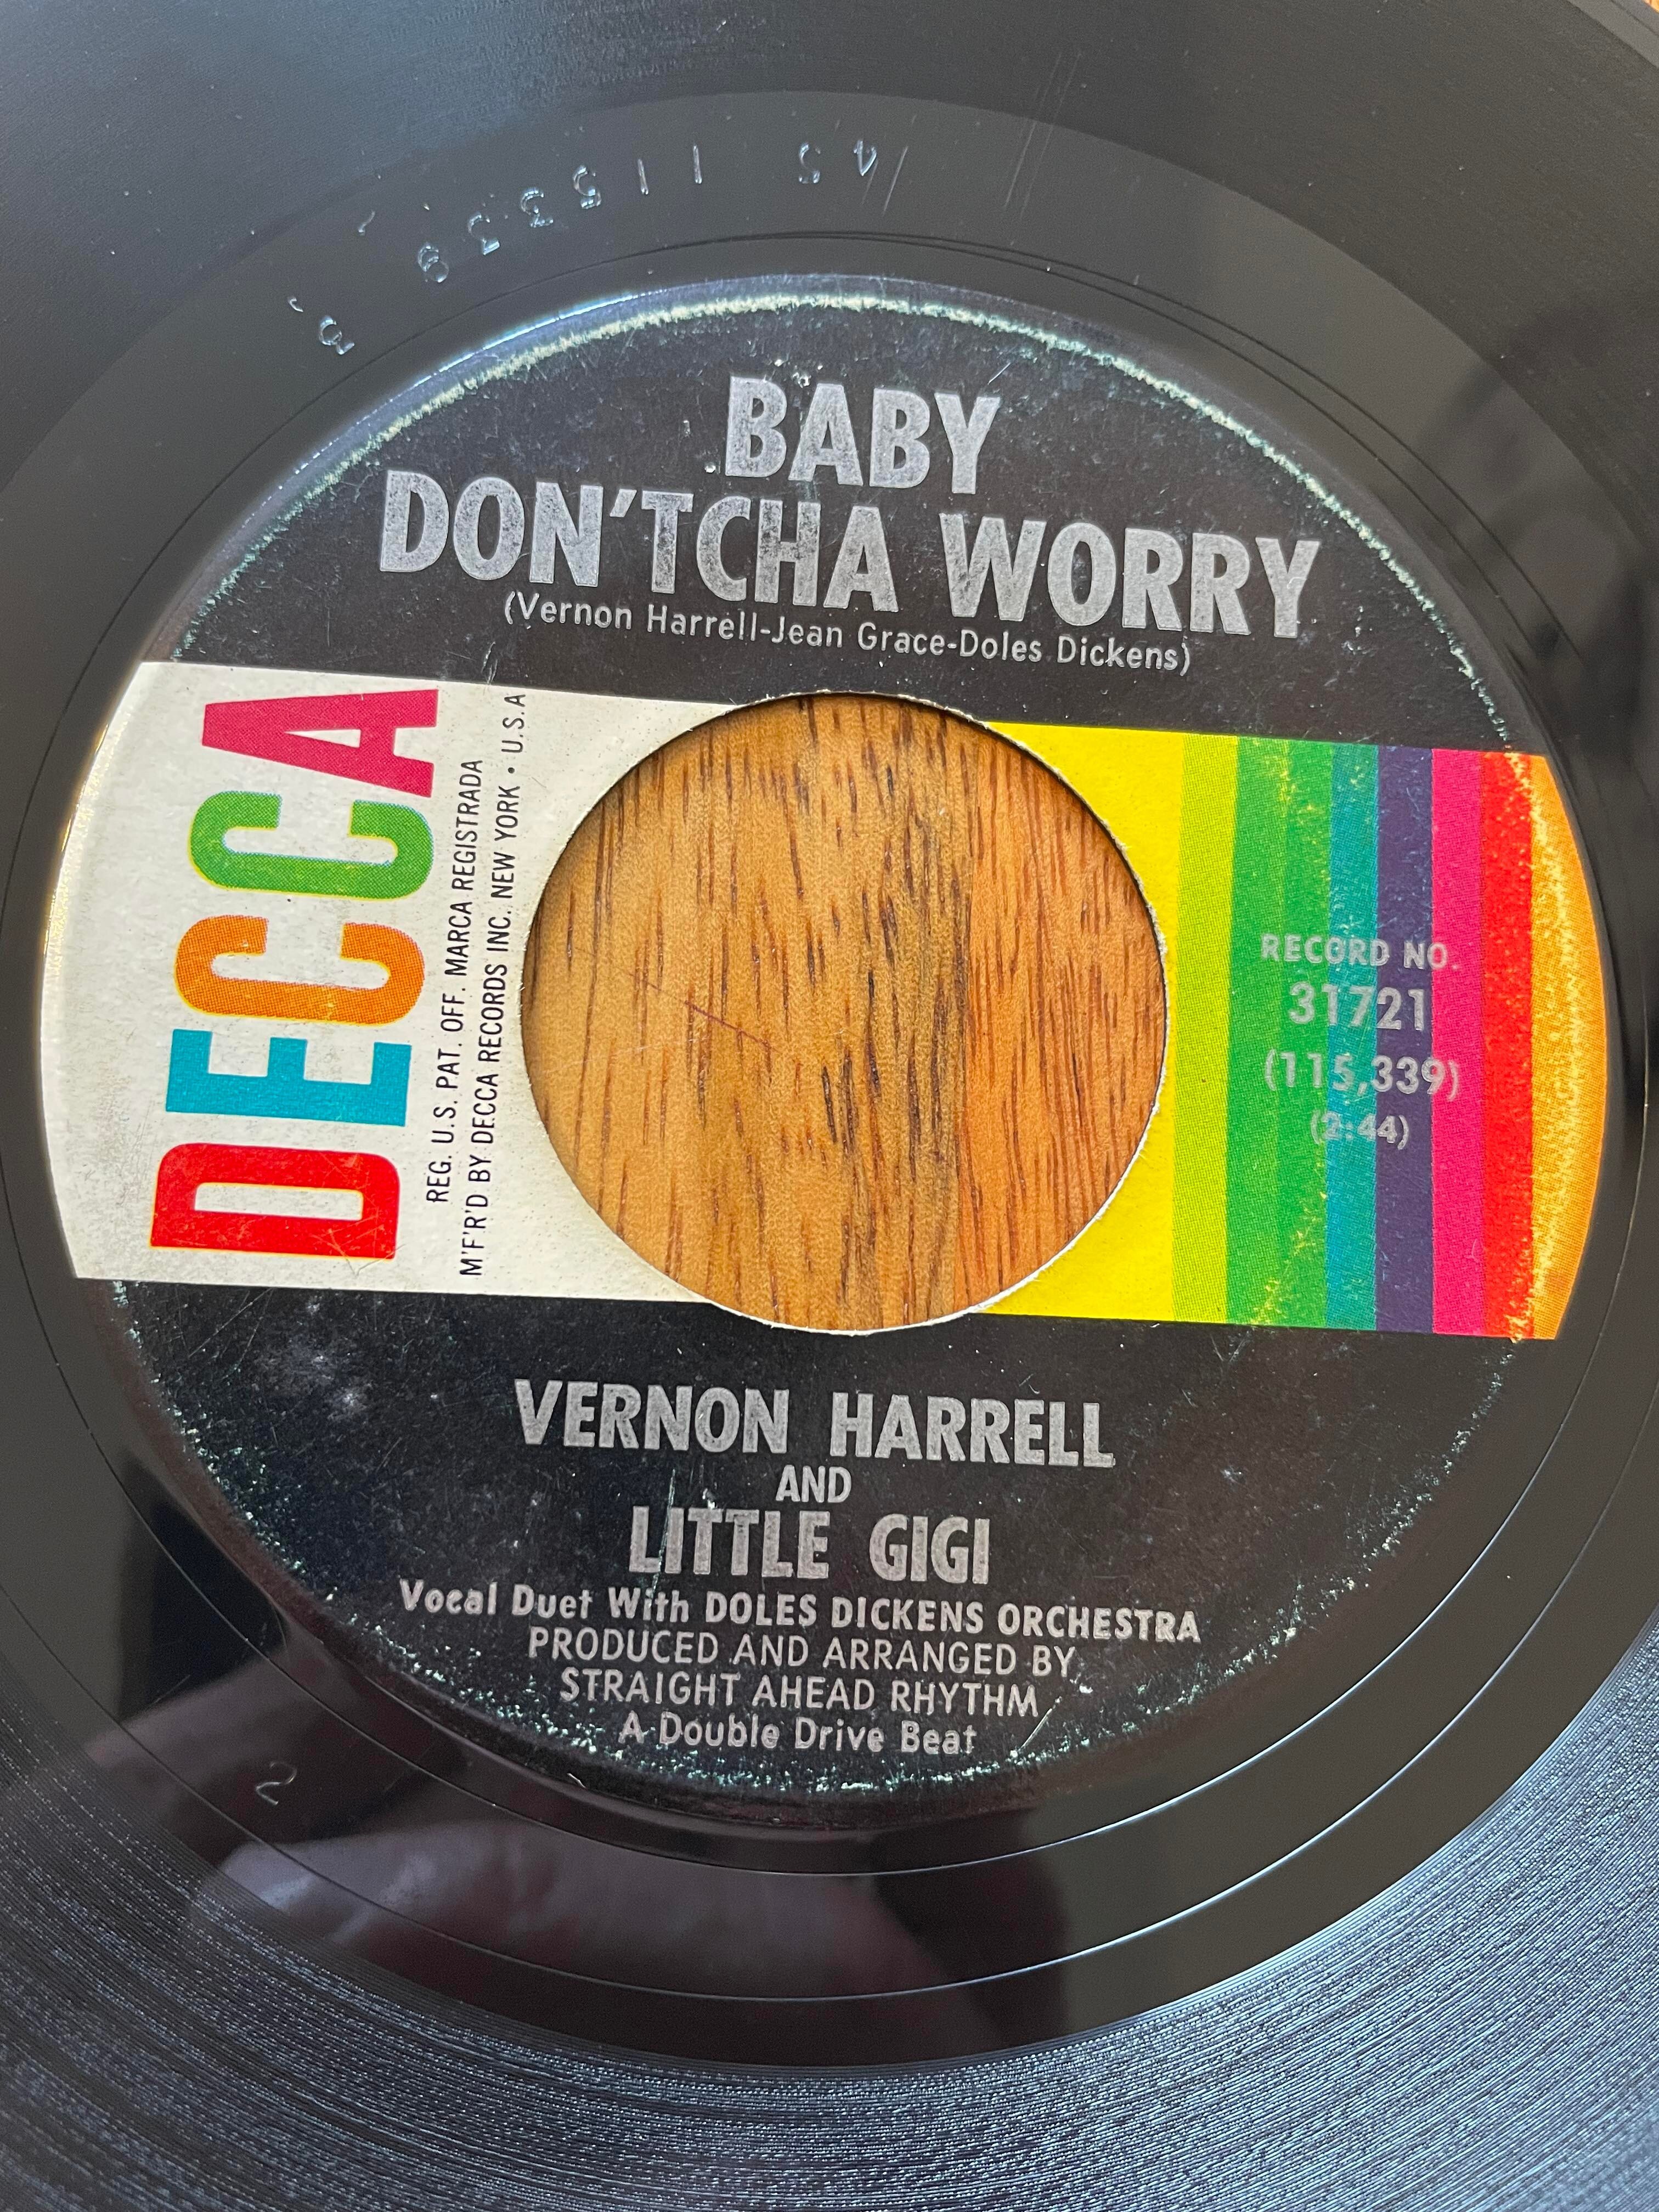 45 115339
BABY
DON'TCHA WORRY
(Vernon Harrell-Jean Grace-Doles Dickens)
DECCA
REG. U.S. PAT. OFF. MARCA REGISTRADA
M'F'R'D BY DECCA RECORDS INC. NEW YORK • U.S.A
RECORD NO.
31721
(115,339)
(2:44)
VERNON HARRELL
AND
LITTLE GIGI
Vocal Duet With DOLES DICKENS ORCHESTRA
PRODUCED AND ARRANGED BY
STRAIGHT AHEAD RHYTHM
A Double Drive Beat
2